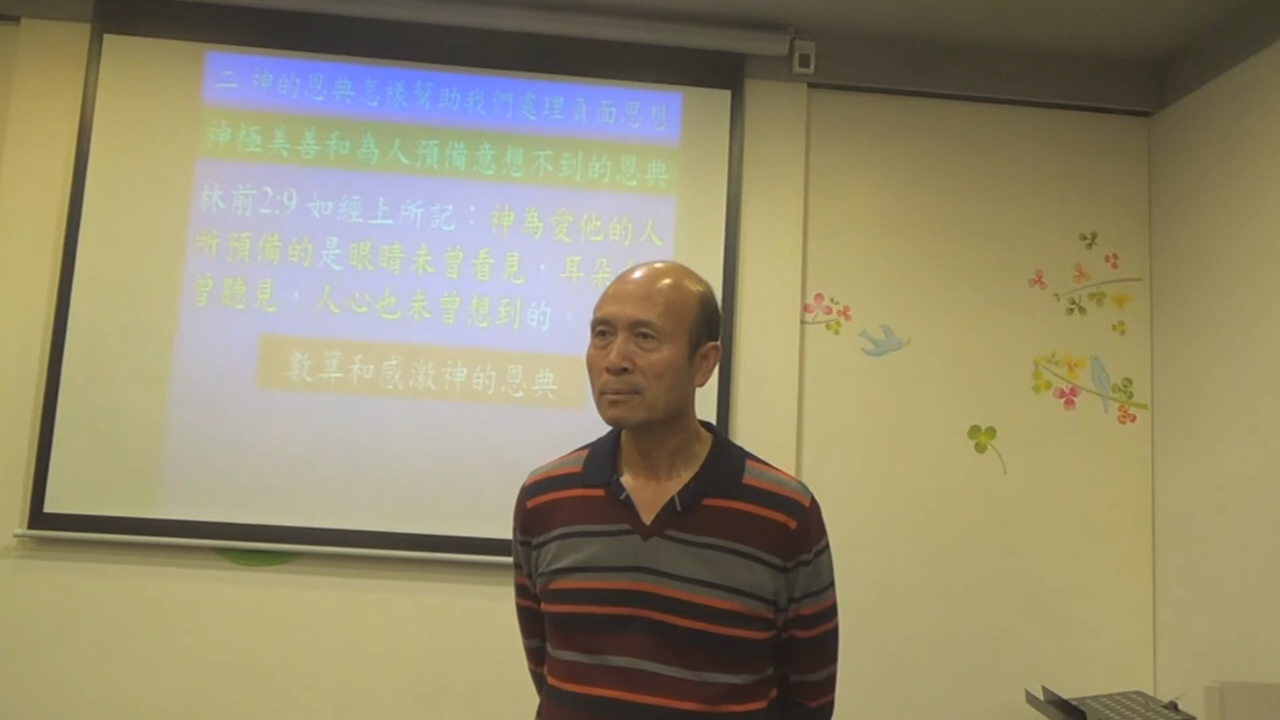 二.神的恩典怎樣幫助我們處理負面思想
神極美善和為人預備意想不到的恩典
林前2:9 如經上所記：神為愛他的人
所預備的是眼睛未曾看見，耳朵
曾聽見，人心也未曾想到的。
數算和感激神的恩典